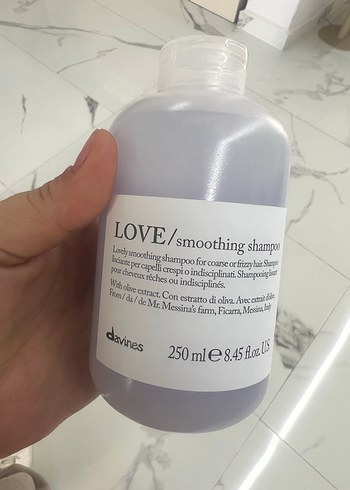 LOVE/smoothing shampoo
Lovely smoothing shampoo for coarse or frizzy hair. Shampoo
lisciante per capelli crespi o indisciplinati. Shampooing lissant
pour cheveux rêches ou indisciplinés.
With olive extract. Con estratto di oliva. Avec extrait d'olive.
From / da / de Mr. Messina's farm, Ficarra, Messina, Italy
davines
250 ml ℮ 8.45 fl.oz. US